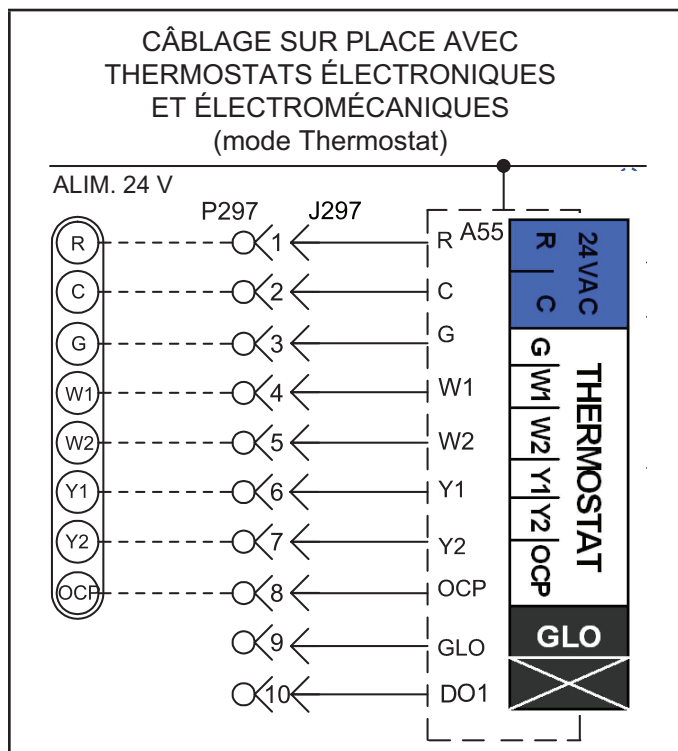 CÂBLAGE SUR PLACE AVEC
THERMOSTATS ÉLECTRONIQUES
ET ÉLECTROMÉCANIQUES
(mode Thermostat)
ALIM. 24 V
P297 J297
A55
R 1 R
C 2 C
G 3 G
W1 4 W1
W2 5 W2
Y1 6 Y1
Y2 7 Y2
OCP 8 OCP
9 GLO
10 DO1
24 VAC
R C
THERMOSTAT
G W1 W2 Y1 Y2 OCP
GLO